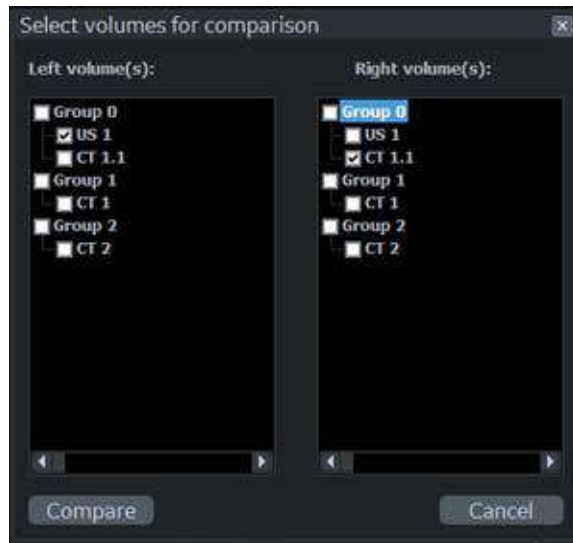 Select volumes for comparison
Left volume(s):
Group 0
US 1
CT 1.1
Group 1
CT 1
Group 2
CT 2
Right volume(s):
Group 0
US 1
CT 1.1
Group 1
CT 1
Group 2
CT 2
Compare
Cancel